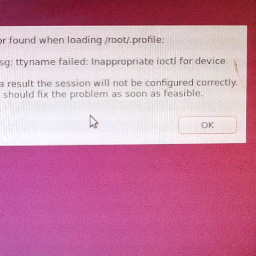 or found when loading /root/.profile:
sg: ttyname failed: Inappropriate ioctl for device
a result the session will not be configured correctly.
should fix the problem as soon as feasible.
OK